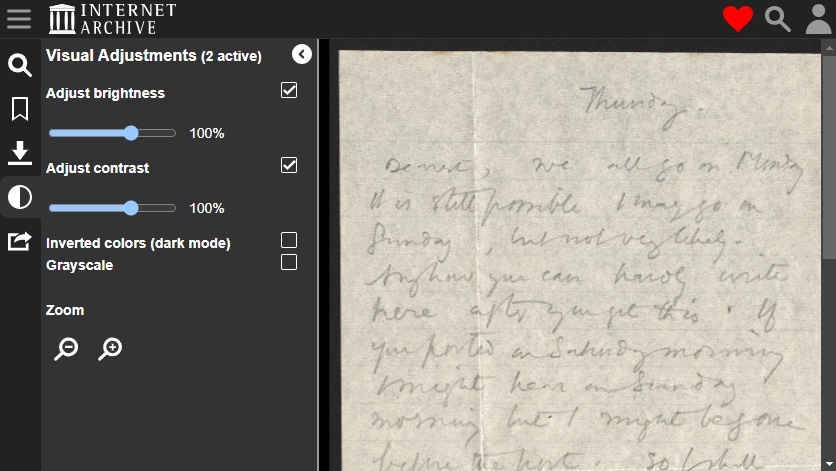 INTERNET
ARCHIVE
Visual Adjustments (2 active)
Adjust brightness
100%
Adjust contrast
100%
Inverted colors (dark mode)
Grayscale
Zoom
Thursday.
Dearest, we all go on Monday
It is still possible I may go on
Sunday, but not very likely.
Anyhow you can hardly write
here after you get this. If
you posted on Saturday morning
I might hear on Sunday
morning but I might be gone
before the post. So I shall